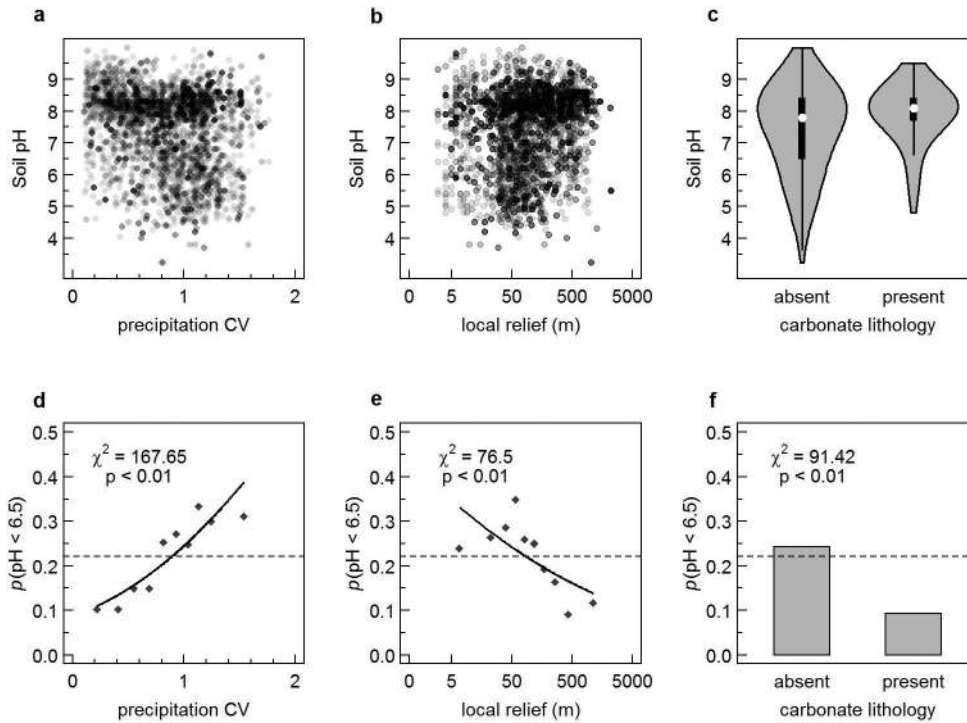 a
b
c
Soil pH
9
8
7
6
5
4
0
1
2
precipitation CV
Soil pH
9
8
7
6
5
4
0
5
50
500
5000
local relief (m)
Soil pH
9
8
7
6
5
4
absent
present
carbonate lithology
d
e
f
p(pH < 6.5)
0.5
0.4
0.3
0.2
0.1
0.0
χ² = 167.65
p < 0.01
0
1
2
precipitation CV
p(pH < 6.5)
0.5
0.4
0.3
0.2
0.1
0.0
χ² = 76.5
p < 0.01
0
5
50
500
5000
local relief (m)
p(pH < 6.5)
0.5
0.4
0.3
0.2
0.1
0.0
χ² = 91.42
p < 0.01
absent
present
carbonate lithology